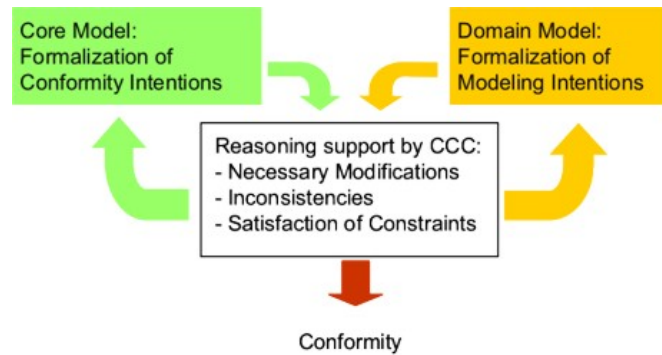 Core Model:
Formalization of
Conformity Intentions
Domain Model:
Formalization of
Modeling Intentions
Reasoning support by CCC:
- Necessary Modifications
- Inconsistencies
- Satisfaction of Constraints
Conformity